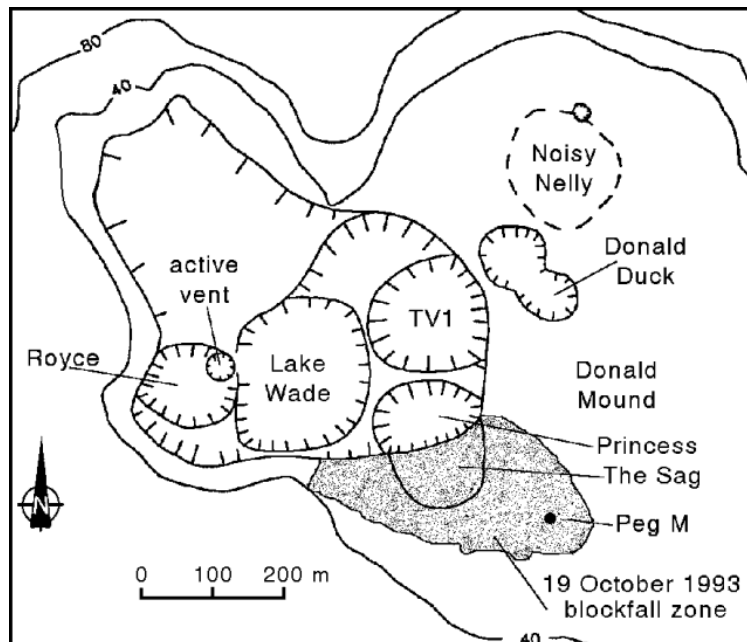 80
40
Noisy
Nelly
active
vent
Donald
Duck
TV1
Royce
Lake
Wade
Donald
Mound
Princess
The Sag
N
Peg M
0 100 200 m
19 October 1993
blockfall zone
40